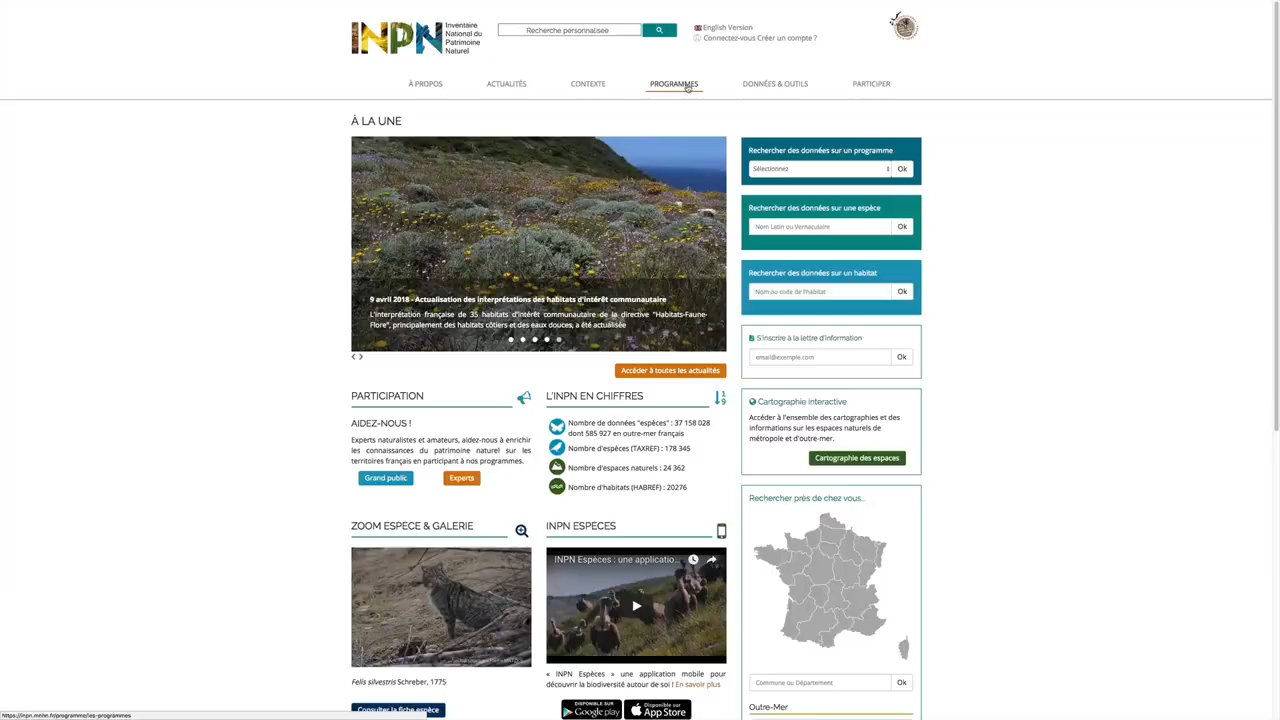 INPN
Inventaire
National du
Patrimoine
Naturel
Recherche personnalisée
English Version
Connectez-vous Créer un compte ?
À PROPOS
ACTUALITÉS
CONTEXTE
PROGRAMMES
DONNÉES & OUTILS
PARTICIPER
À LA UNE
9 avril 2018 - Actualisation des interprétations des habitats d'intérêt communautaire
L'interprétation française de 35 habitats d'intérêt communautaire de la directive "Habitats-Faune-
Flore", principalement des habitats côtiers et des eaux douces, a été actualisée
Accéder à toutes les actualités
Rechercher des données sur un programme
Sélectionnez
Ok
Rechercher des données sur une espèce
Nom Latin ou Vernaculaire
Ok
Rechercher des données sur un habitat
Nom ou code de l'habitat
Ok
S'inscrire à la lettre d'information
email@exemple.com
Ok
Cartographie interactive
Accéder à l'ensemble des cartographies et des
informations sur les espaces naturels de
métropole et d'outre-mer.
Cartographie des espaces
Rechercher près de chez vous...
Commune ou Département
Ok
Outre-Mer
PARTICIPATION
AIDEZ-NOUS !
Experts naturalistes et amateurs, aidez-nous à enrichir
les connaissances du patrimoine naturel sur les
territoires français en participant à nos programmes.
Grand public
Experts
L'INPN EN CHIFFRES
1
9
Nombre de données "espèces" : 37 158 028
dont 585 927 en outre-mer français
Nombre d'espèces (TAXREF) : 178 345
Nombre d'espaces naturels : 24 362
Nombre d'habitats (HABREF) : 20276
ZOOM ESPÈCE & GALERIE
Felis silvestris Schreber, 1775
Consulter la fiche espèce
INPN ESPECES
INPN Espèces : une applicatio...
« INPN Espèces » une application mobile pour
découvrir la biodiversité autour de soi ! En savoir plus
DISPONIBLE SUR
Google play
Disponible sur
App Store
https://inpn.mnhn.fr/programme/les-programmes